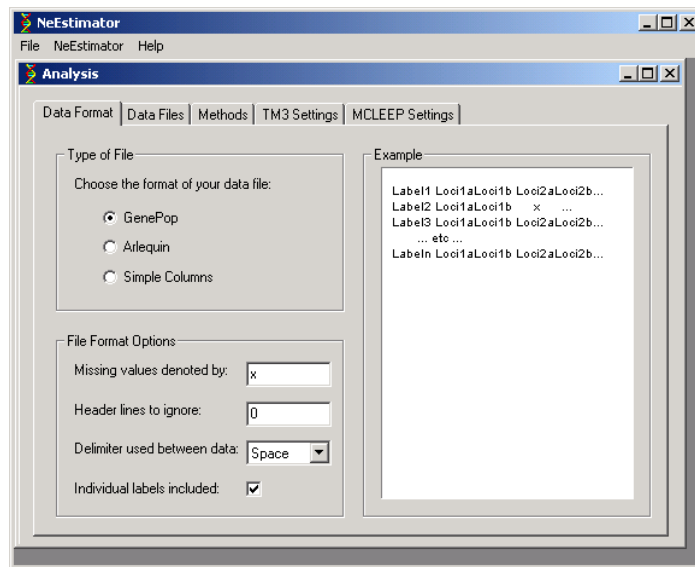 NeEstimator
File NeEstimator Help
Analysis
Data Format Data Files Methods TM3 Settings MCLEEP Settings
Type of File
Choose the format of your data file:
GenePop
Arlequin
Simple Columns
File Format Options
Missing values denoted by: x
Header lines to ignore: 0
Delimiter used between data: Space
Individual labels included:
Example
Label1 Loci1aLoci1b Loci2aLoci2b...
Label2 Loci1aLoci1b x ...
Label3 Loci1aLoci1b Loci2aLoci2b...
... etc ...
Labeln Loci1aLoci1b Loci2aLoci2b...